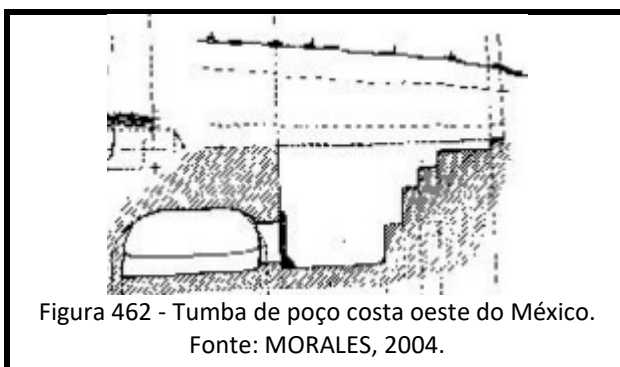 Figura 462 - Tumba de poço costa oeste do México.
Fonte: MORALES, 2004.